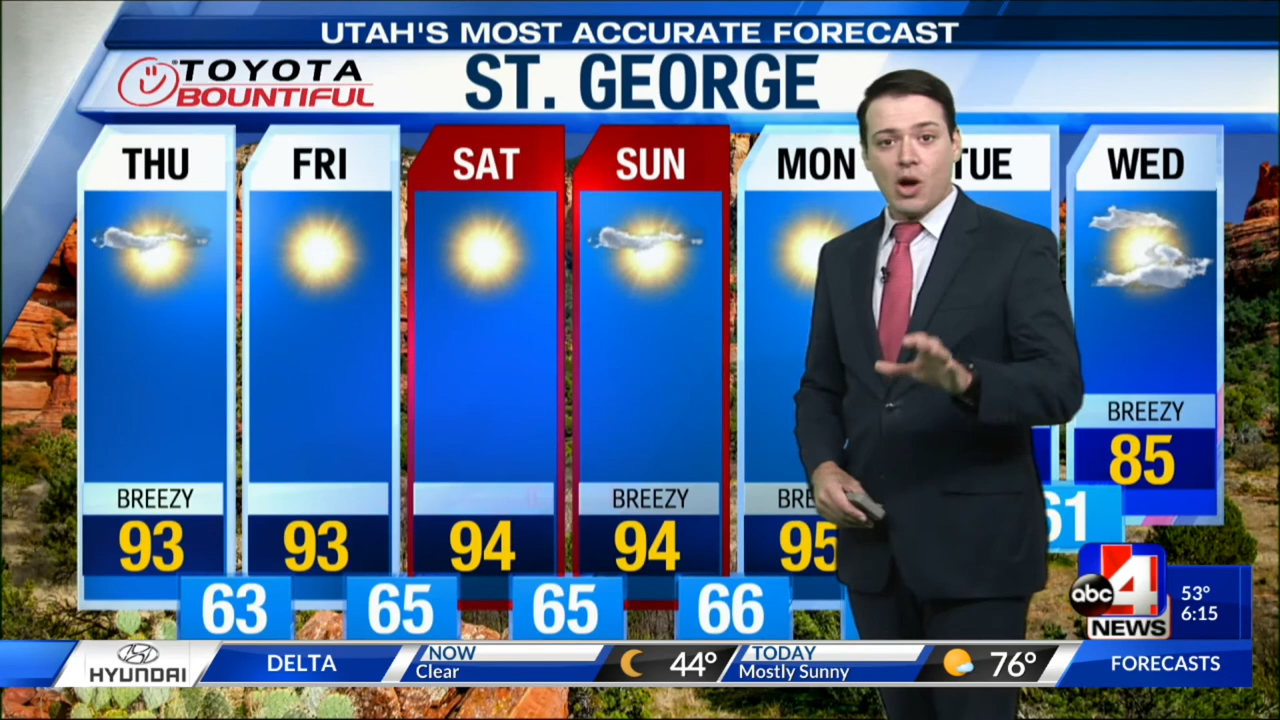 UTAH'S MOST ACCURATE FORECAST
TOYOTA
BOUNTIFUL
ST. GEORGE
THU
FRI
SAT
SUN
MON
TUE
WED
BREEZY
BREEZY
BRE
BREEZY
93
93
94
94
95
85
63
65
65
66
61
abc
4
NEWS
53°
6:15
HYUNDAI
DELTA
NOW
Clear
44°
TODAY
Mostly Sunny
76°
FORECASTS